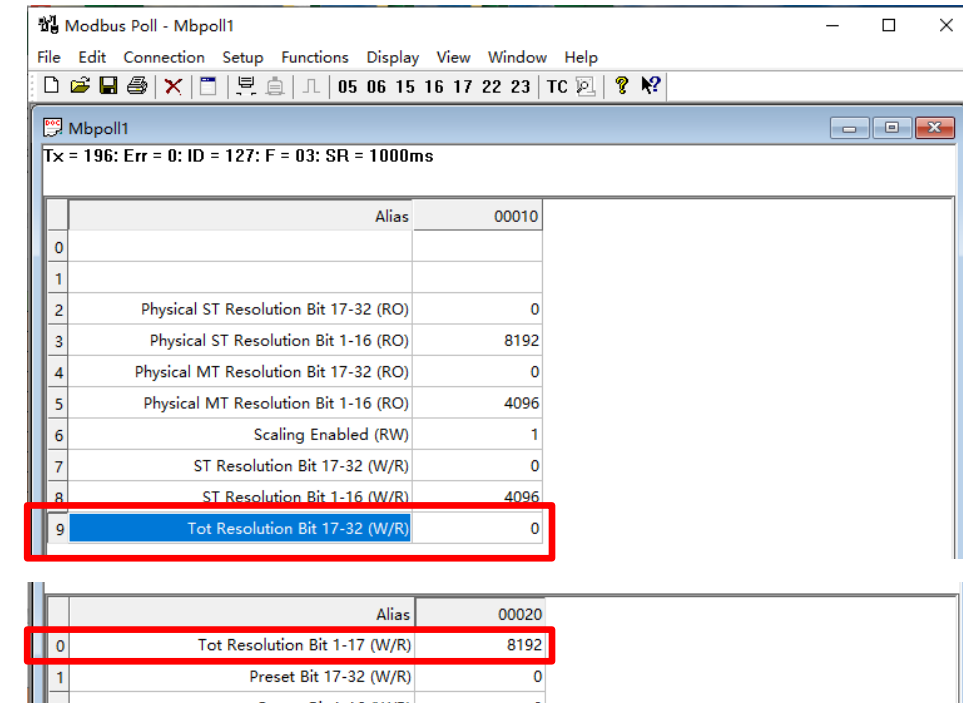 Modbus Poll - Mbpoll1
File Edit Connection Setup Functions Display View Window Help
05 06 15 16 17 22 23 TC
Mbpoll1
Tx = 196: Err = 0: ID = 127: F = 03: SR = 1000ms
Alias 00010
0
1
2 Physical ST Resolution Bit 17-32 (RO) 0
3 Physical ST Resolution Bit 1-16 (RO) 8192
4 Physical MT Resolution Bit 17-32 (RO) 0
5 Physical MT Resolution Bit 1-16 (RO) 4096
6 Scaling Enabled (RW) 1
7 ST Resolution Bit 17-32 (W/R) 0
8 ST Resolution Bit 1-16 (W/R) 4096
9 Tot Resolution Bit 17-32 (W/R) 0
Alias 00020
0 Tot Resolution Bit 1-17 (W/R) 8192
1 Preset Bit 17-32 (W/R) 0